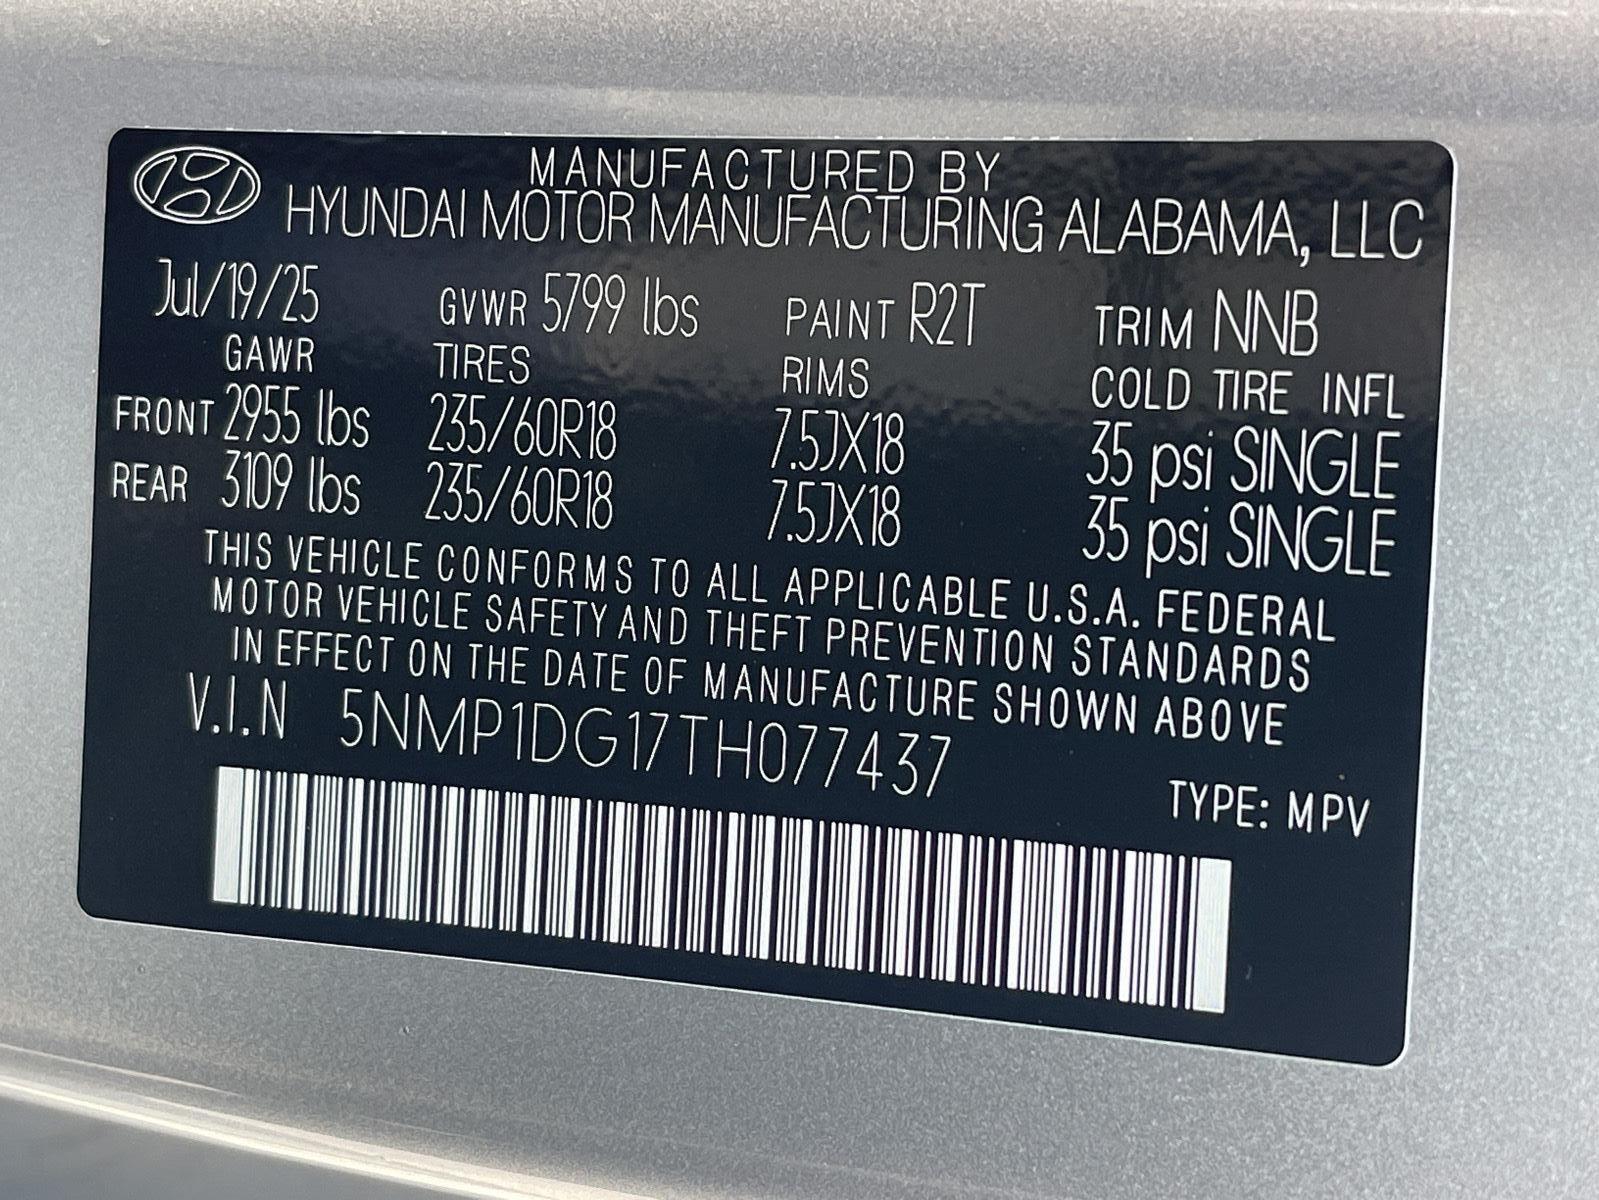 MANUFACTURED BY
HYUNDAI MOTOR MANUFACTURING ALABAMA, LLC
Jul/19/25 GVWR 5799 lbs PAINT R2T TRIM NNB
GAWR TIRES RIMS COLD TIRE INFL
FRONT 2955 lbs 235/60R18 7.5JX18 35 psi SINGLE
REAR 3109 lbs 235/60R18 7.5JX18 35 psi SINGLE
THIS VEHICLE CONFORMS TO ALL APPLICABLE U.S.A. FEDERAL
MOTOR VEHICLE SAFETY AND THEFT PREVENTION STANDARDS
IN EFFECT ON THE DATE OF MANUFACTURE SHOWN ABOVE
V.I.N 5NMP1DG17TH077437
TYPE: MPV